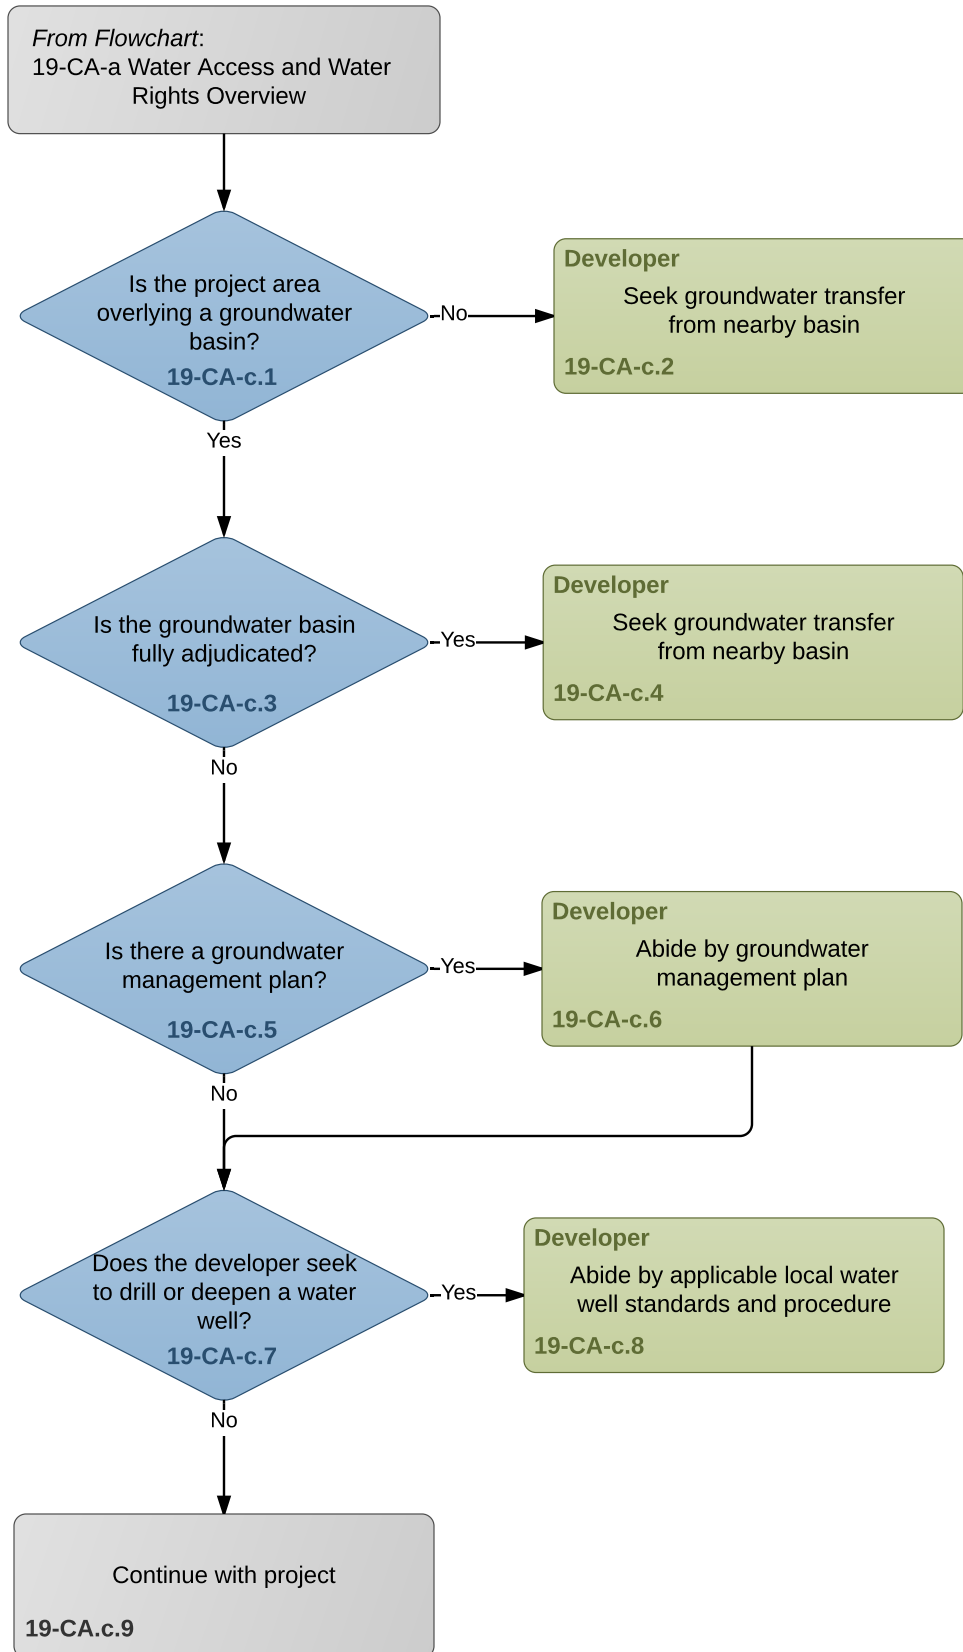 From Flowchart:
19-CA-a Water Access and Water
Rights Overview
Is the project area
overlying a groundwater
basin?
19-CA-c.1
No
Developer
Seek groundwater transfer
from nearby basin
19-CA-c.2
Yes
Is the groundwater basin
fully adjudicated?
19-CA-c.3
Yes
Developer
Seek groundwater transfer
from nearby basin
19-CA-c.4
No
Is there a groundwater
management plan?
19-CA-c.5
Yes
Developer
Abide by groundwater
management plan
19-CA-c.6
No
Does the developer seek
to drill or deepen a water
well?
19-CA-c.7
Yes
Developer
Abide by applicable local water
well standards and procedure
19-CA-c.8
No
Continue with project
19-CA.c.9